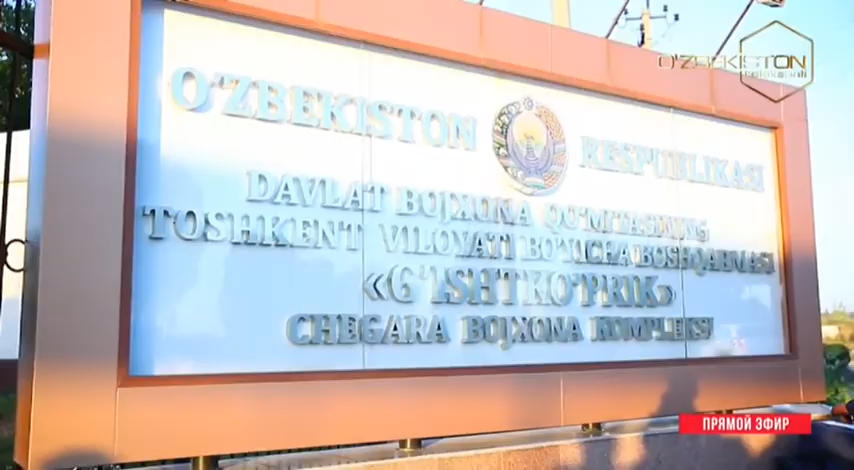 O'ZBEKISTON
telekanali
O'ZBEKISTON RESPUBLIKASI
DAVLAT BOJXONA QO'MITASINING
TOSHKENT VILOYATI BO'YICHA BOSHQARMASI
«G'ISHTKO'PRIK»
CHEGARA BOJXONA KOMPLEKSI
ПРЯМОЙ ЭФИР